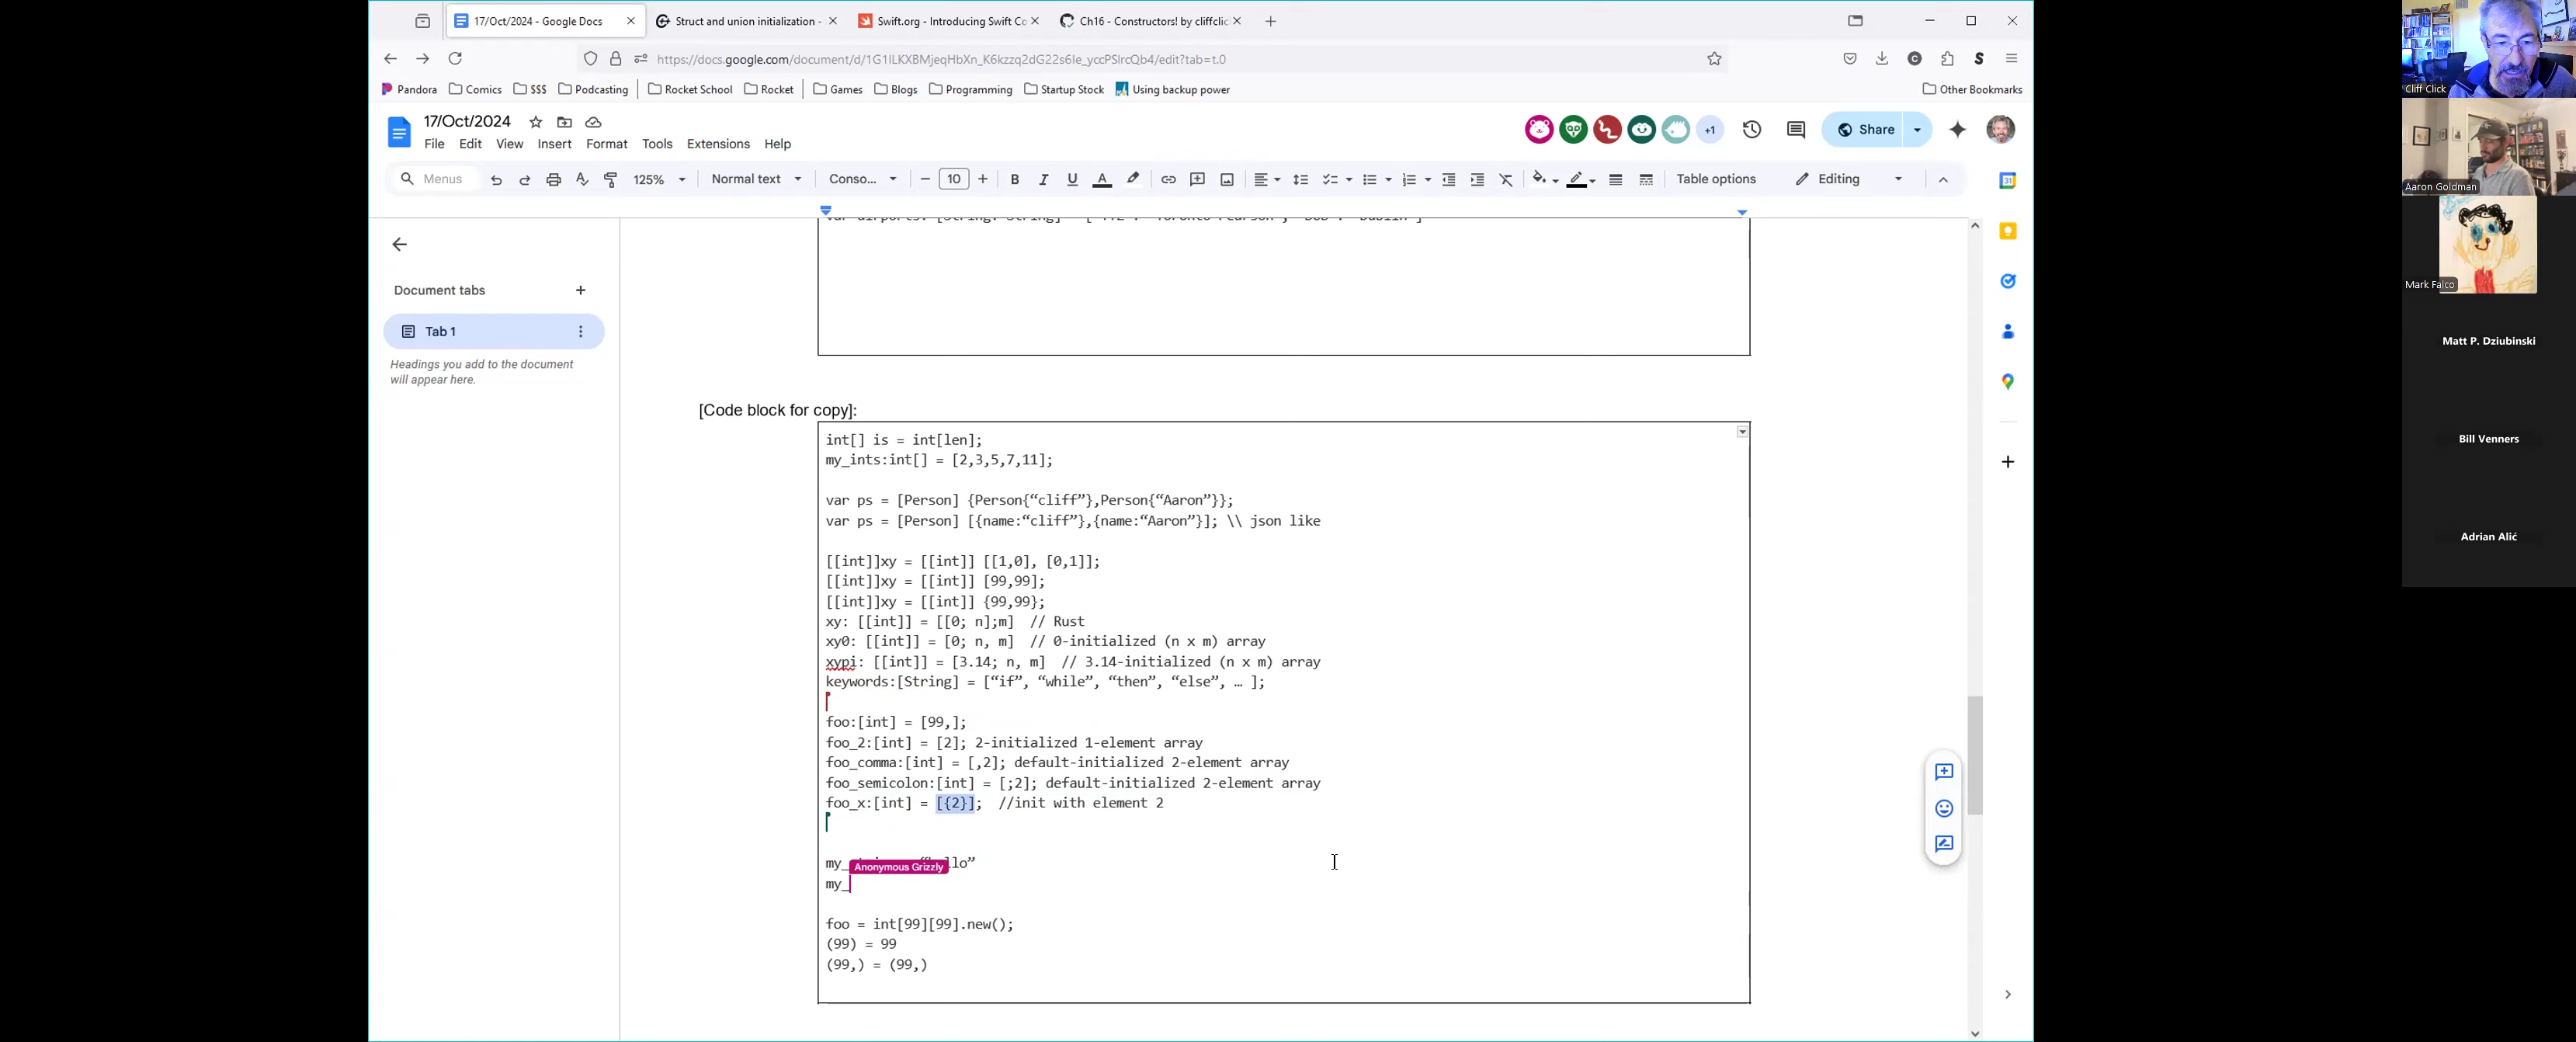 17/Oct/2024 - Google Docs
Struct and union initialization -
Swift.org - Introducing Swift Co
Ch16 - Constructors! by cliffclic
https://docs.google.com/document/d/1G1ILKXBMjeqHbXn_K6kzzq2dG22s6Ie_yccPSlrcQb4/edit?tab=t.0
Pandora Comics $$$ Podcasting Rocket School Rocket Games Blogs Programming Startup Stock Using backup power Other Bookmarks
17/Oct/2024
+1
Share
File Edit View Insert Format Tools Extensions Help
Menus 125% Normal text Conso... 10 Table options Editing
Document tabs
Tab 1
Headings you add to the document
will appear here.
[Code block for copy]:
int[] is = int[len];
my_ints:int[] = [2,3,5,7,11];
var ps = [Person] {Person{“cliff”},Person{“Aaron”}};
var ps = [Person] [{name:“cliff”},{name:“Aaron”}]; \\ json like
[[int]]xy = [[int]] [[1,0], [0,1]];
[[int]]xy = [[int]] [99,99];
[[int]]xy = [[int]] {99,99};
xy: [[int]] = [[0; n];m] // Rust
xy0: [[int]] = [0; n, m] // 0-initialized (n x m) array
xypi: [[int]] = [3.14; n, m] // 3.14-initialized (n x m) array
keywords:[String] = [“if”, “while”, “then”, “else”, … ];
foo:[int] = [99,];
foo_2:[int] = [2]; 2-initialized 1-element array
foo_comma:[int] = [,2]; default-initialized 2-element array
foo_semicolon:[int] = [;2]; default-initialized 2-element array
foo_x:[int] = [{2}]; //init with element 2
Anonymous Grizzly
my_
foo = int[99][99].new();
(99) = 99
(99,) = (99,)
Cliff Click
Aaron Goldman
Mark Falco
Matt P. Dziubinski
Bill Venners
Adrian Alić